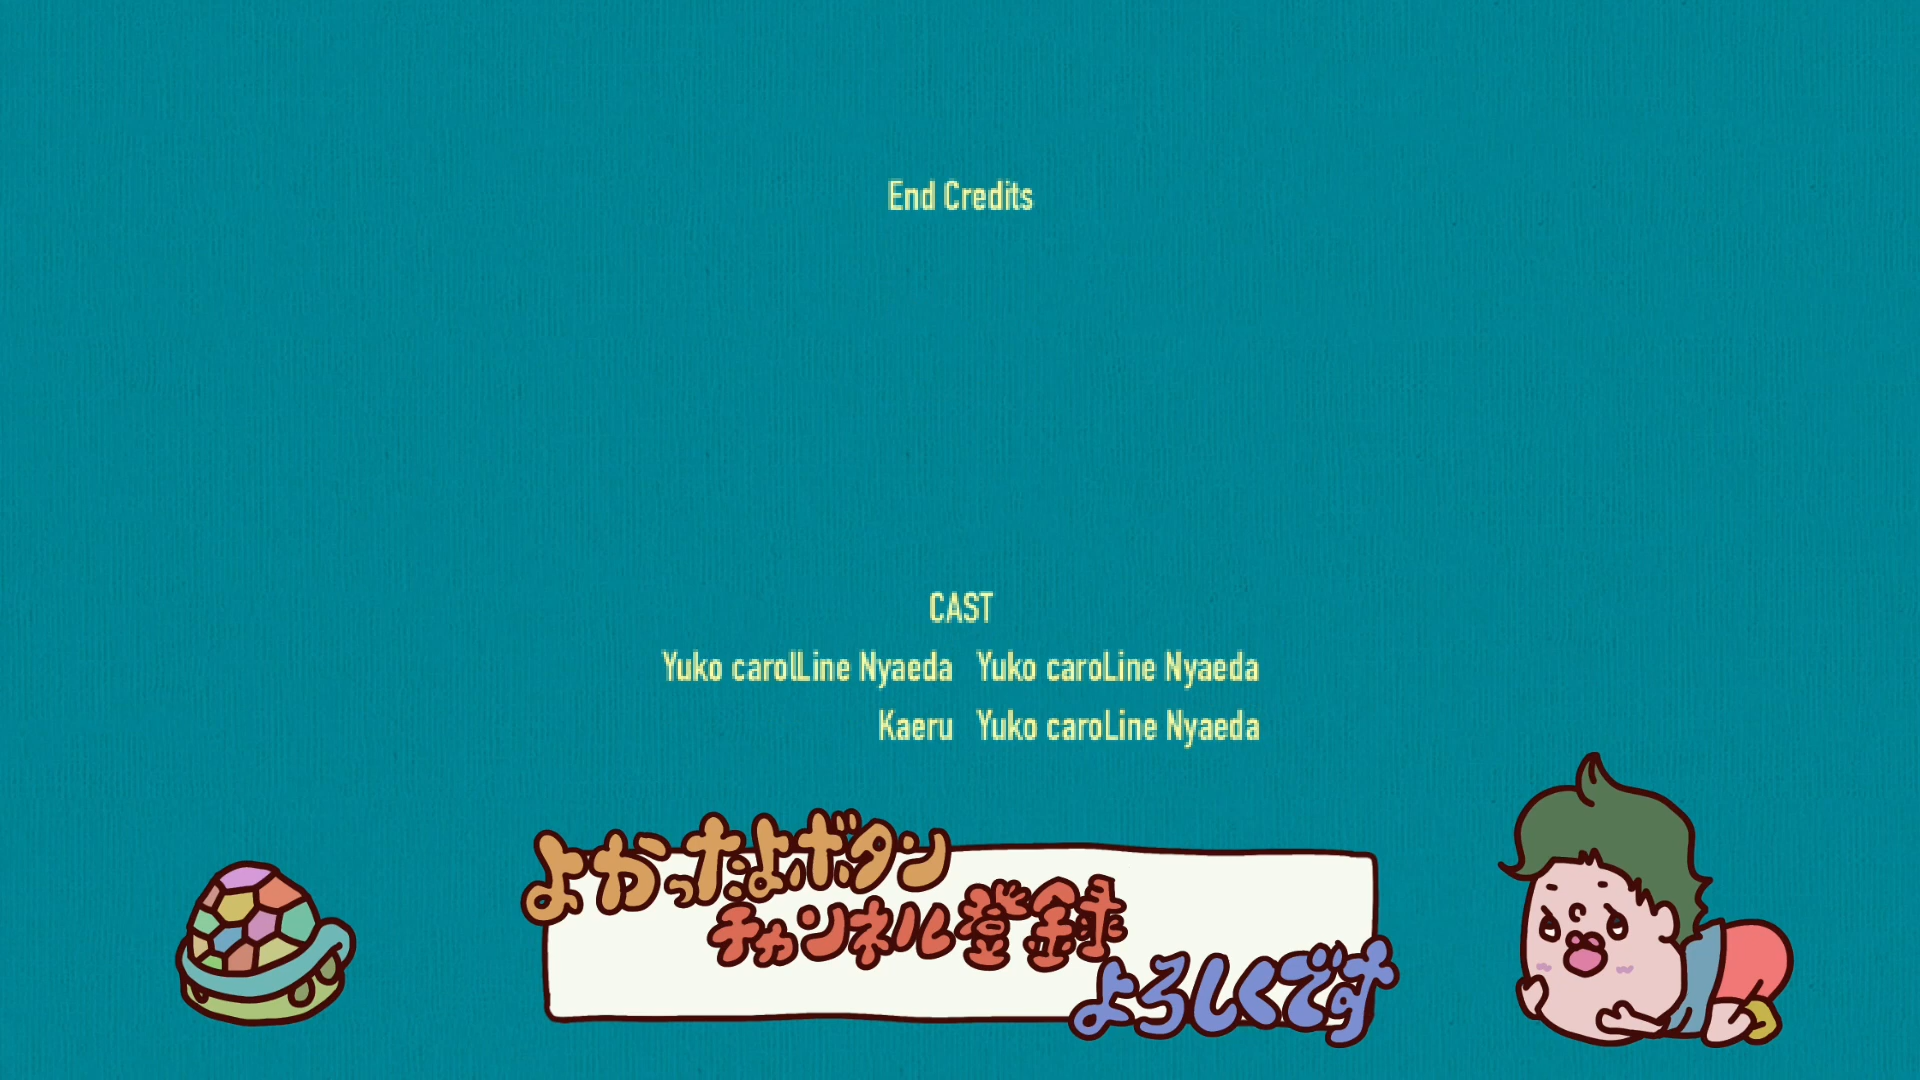 End Credits
CAST
Yuko carolLine Nyaeda Yuko caroLine Nyaeda
Kaeru Yuko caroLine Nyaeda
よかったよボタン
チャンネル登録
よろしくです